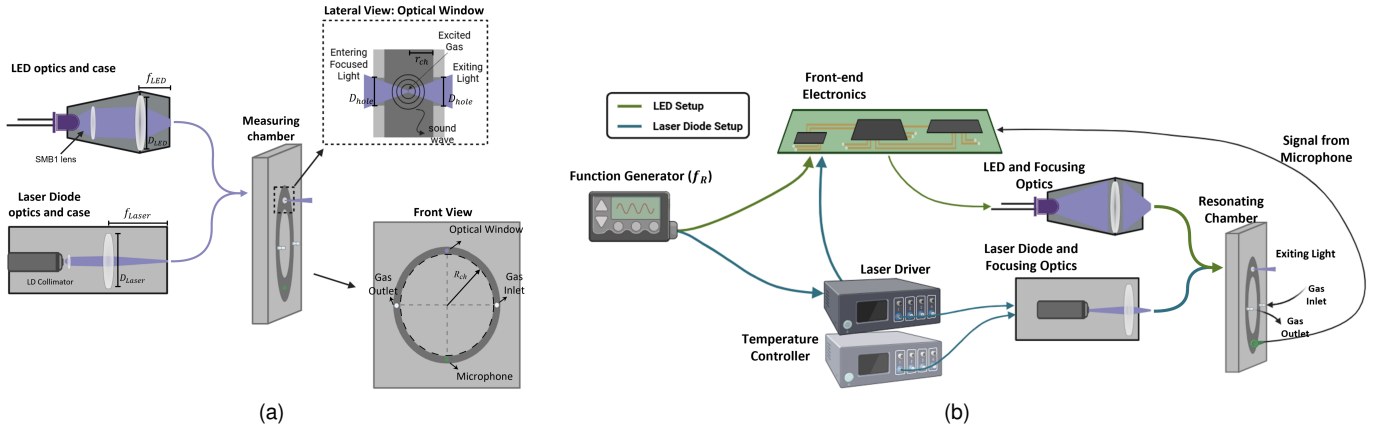 Lateral View: Optical Window
Entering
Focused
Light
Excited
Gas
r_ch
Exiting
Light
D_hole
D_hole
sound
wave
LED optics and case
f_LED
D_LED
SMB1 lens
Measuring
chamber
Laser Diode
optics and case
f_Laser
D_Laser
LD Collimator
Front View
Optical Window
R_ch
Gas
Outlet
Gas
Inlet
Microphone
(a)
LED Setup
Laser Diode Setup
Front-end
Electronics
Function Generator (f_R)
Signal from
Microphone
LED and Focusing
Optics
Resonating
Chamber
Laser Diode and
Focusing Optics
Laser Driver
Temperature
Controller
Exiting Light
Gas
Inlet
Gas
Outlet
(b)